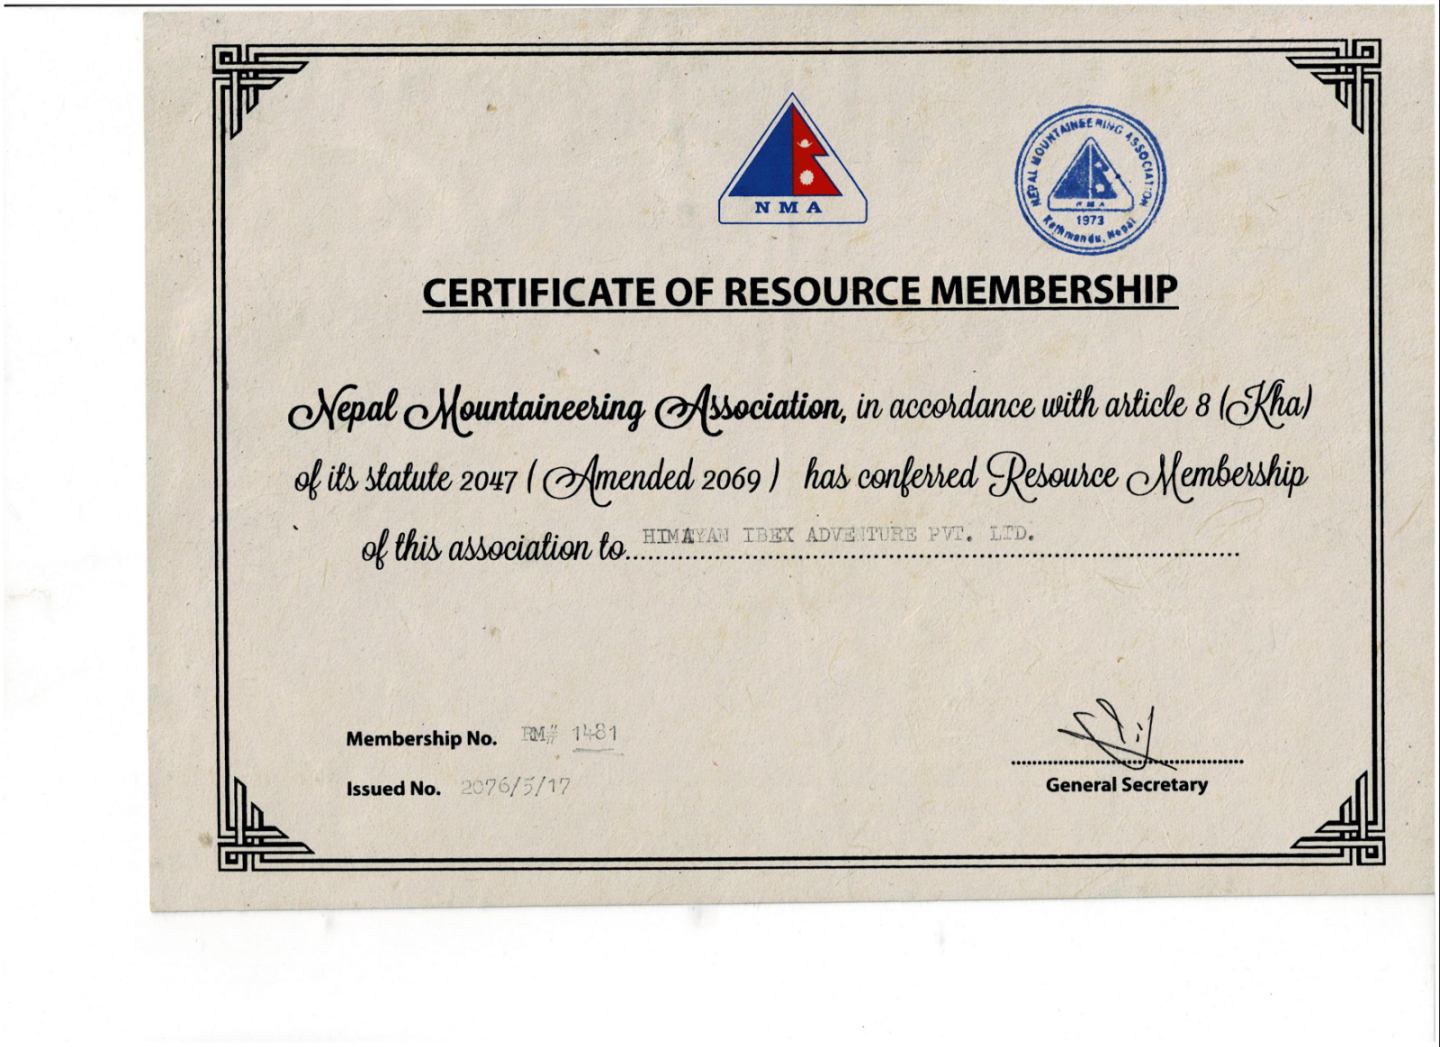 NMA
NEPAL MOUNTAINEERING ASSOCIATION
NMA
1973
Kathmandu, Nepal
CERTIFICATE OF RESOURCE MEMBERSHIP
Nepal Mountaineering Association, in accordance with article 8 (Kha)
of its statute 2047 ( Amended 2069 ) has conferred Resource Membership
of this association to HIMAYAN IBEX ADVENTURE PVT. LTD.
Membership No. RM# 1481
Issued No. 2076/5/17
General Secretary